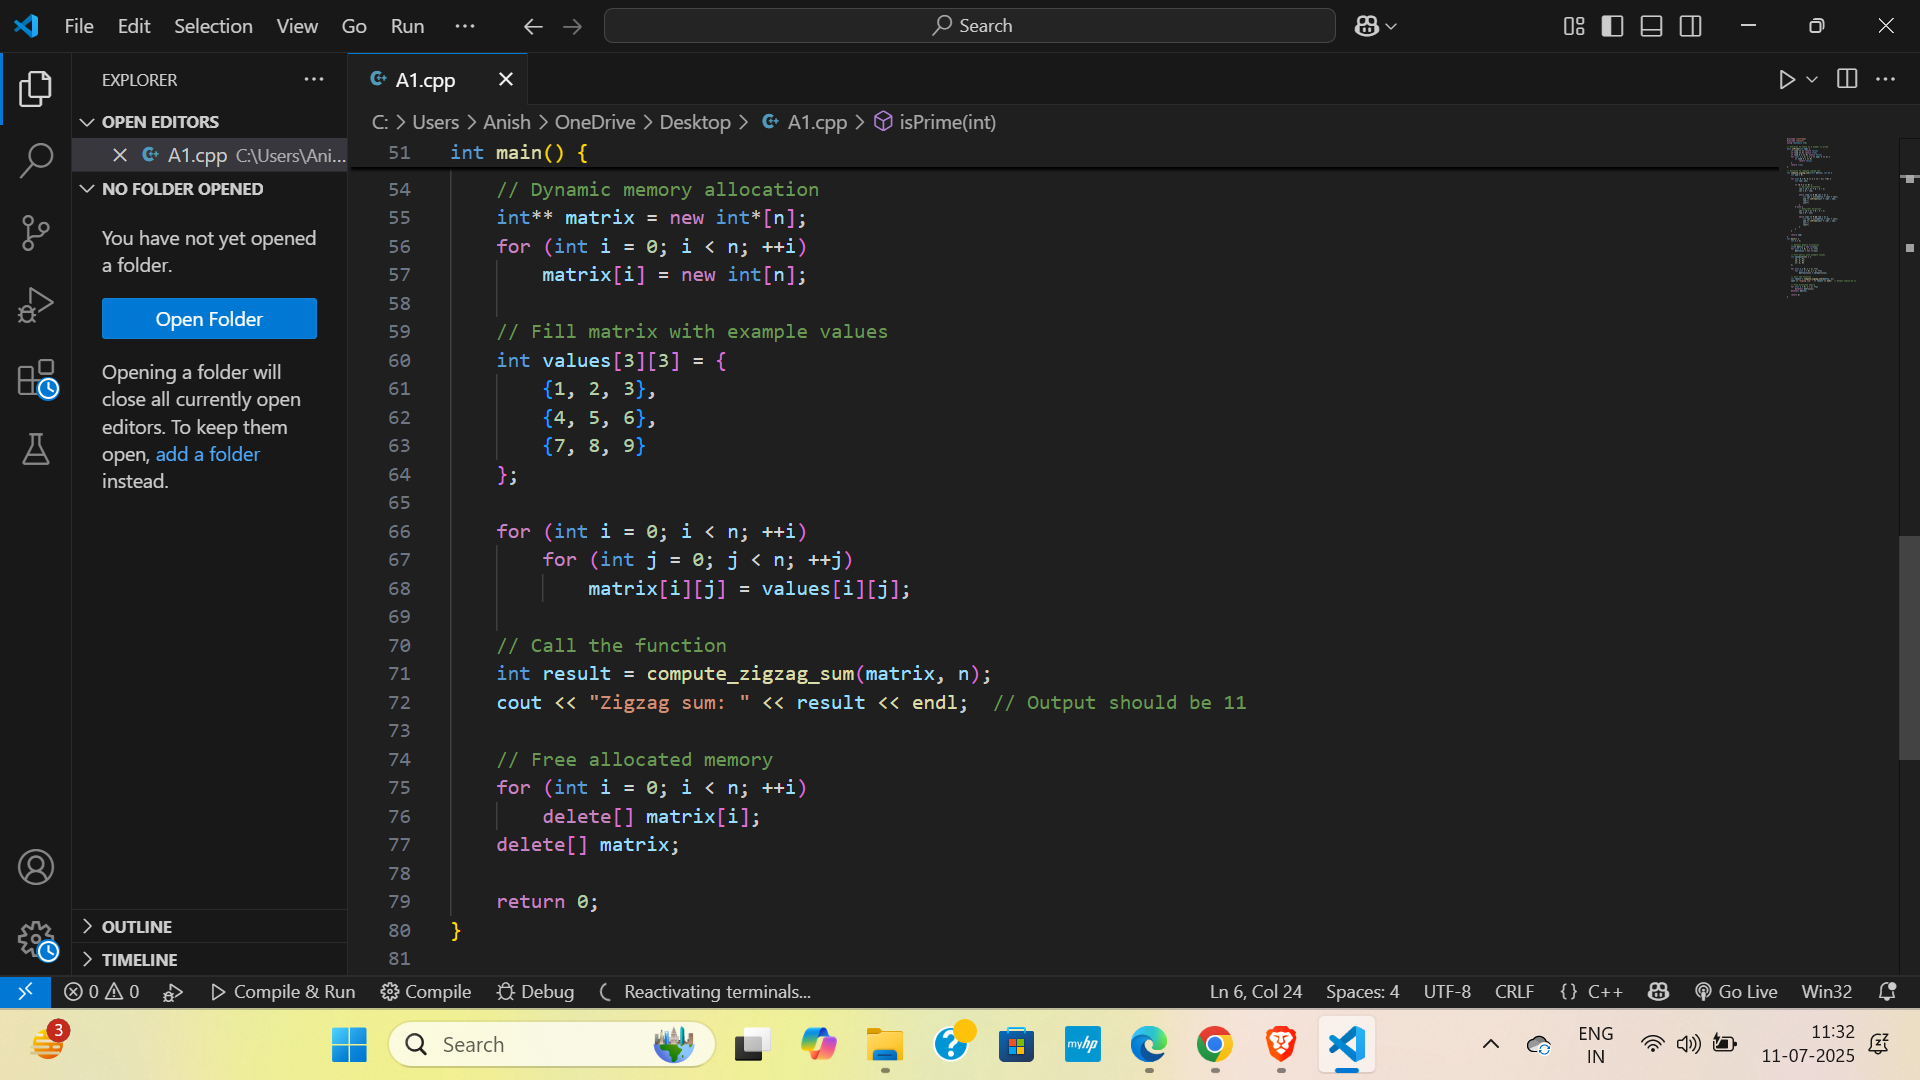 File Edit Selection View Go Run ··· Search
EXPLORER
OPEN EDITORS
A1.cpp C:\Users\Ani...
NO FOLDER OPENED
You have not yet opened
a folder.
Open Folder
Opening a folder will
close all currently open
editors. To keep them
open, add a folder
instead.
OUTLINE
TIMELINE
A1.cpp
C: > Users > Anish > OneDrive > Desktop > A1.cpp > isPrime(int)
51 int main() {
54 // Dynamic memory allocation
55 int** matrix = new int*[n];
56 for (int i = 0; i < n; ++i)
57 matrix[i] = new int[n];
58
59 // Fill matrix with example values
60 int values[3][3] = {
61 {1, 2, 3},
62 {4, 5, 6},
63 {7, 8, 9}
64 };
65
66 for (int i = 0; i < n; ++i)
67 for (int j = 0; j < n; ++j)
68 matrix[i][j] = values[i][j];
69
70 // Call the function
71 int result = compute_zigzag_sum(matrix, n);
72 cout << "Zigzag sum: " << result << endl; // Output should be 11
73
74 // Free allocated memory
75 for (int i = 0; i < n; ++i)
76 delete[] matrix[i];
77 delete[] matrix;
78
79 return 0;
80 }
81
0 0 Compile & Run Compile Debug Reactivating terminals... Ln 6, Col 24 Spaces: 4 UTF-8 CRLF {} C++ Go Live Win32
3 Search myhp ENG
IN
11:32
11-07-2025